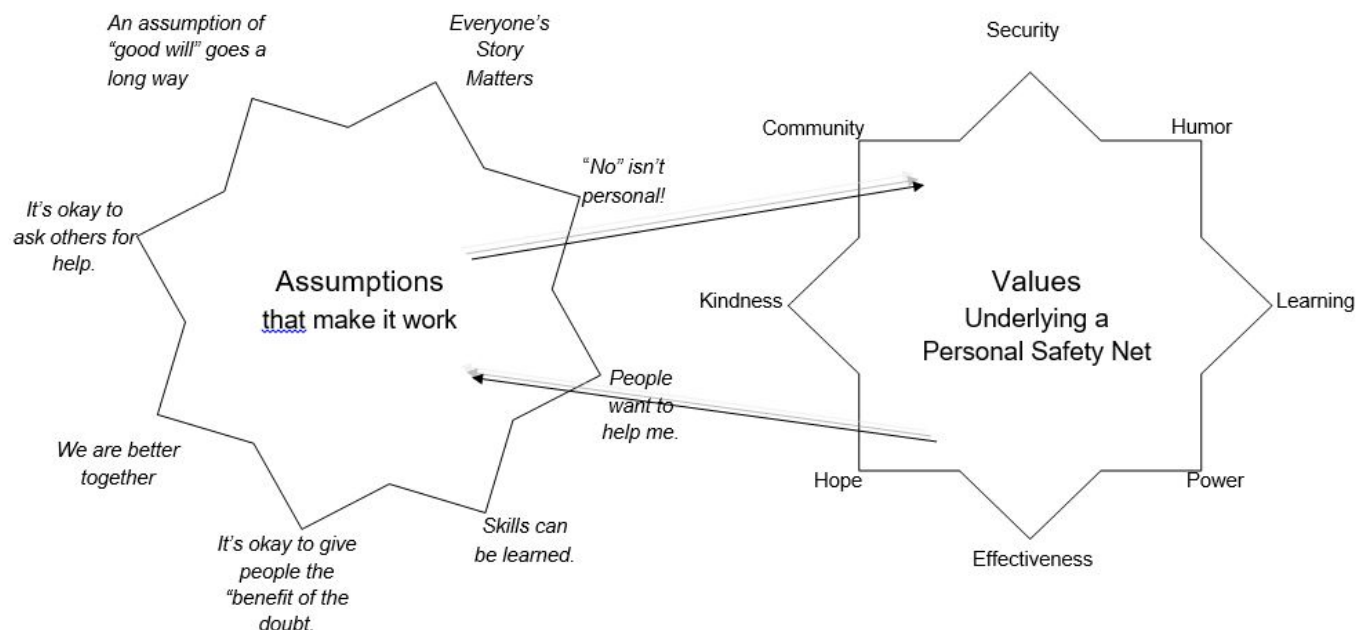 An assumption of
“good will” goes a
long way
Everyone’s
Story
Matters
“No” isn’t
personal!
It’s okay to
ask others for
help.
Assumptions
that make it work
People
want to
help me.
We are better
together
Skills can
be learned.
It’s okay to give
people the
“benefit of the
doubt.
Security
Community
Humor
Kindness
Values
Underlying a
Personal Safety Net
Learning
Hope
Power
Effectiveness